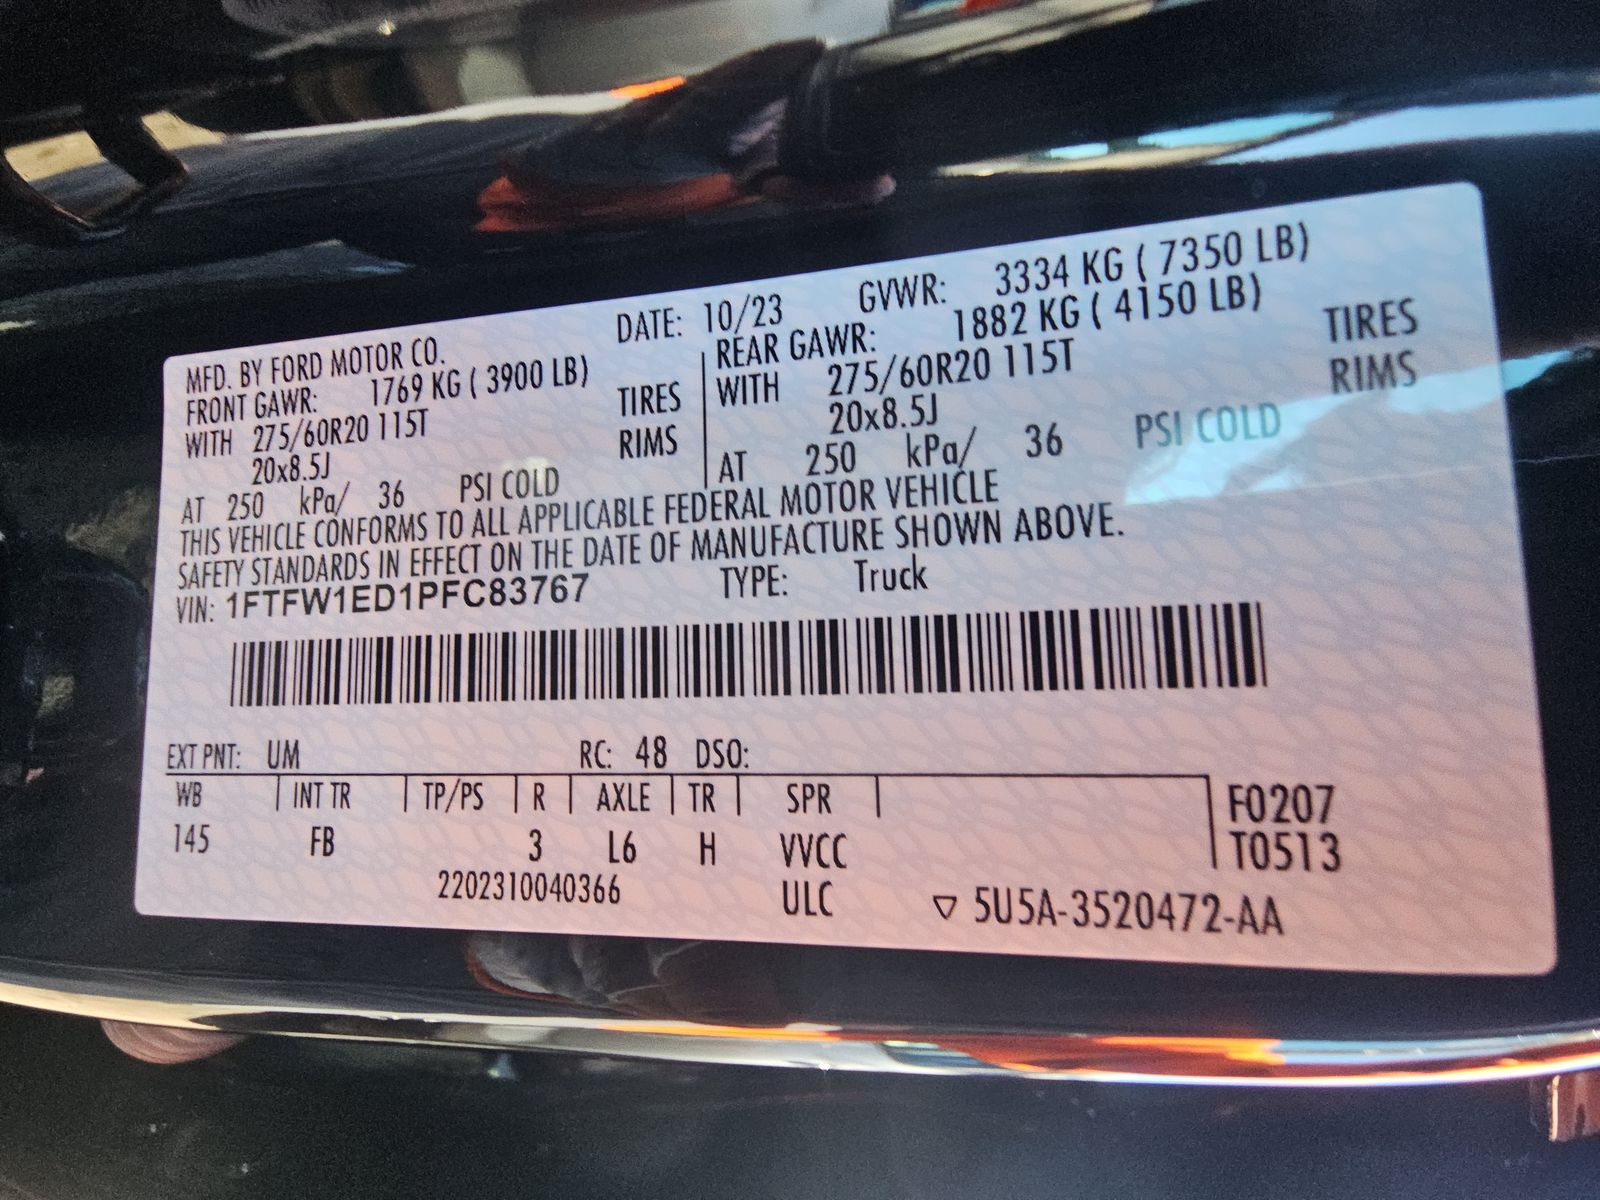 MFD. BY FORD MOTOR CO.
DATE: 10/23 GVWR: 3334 KG ( 7350 LB)
FRONT GAWR: 1769 KG ( 3900 LB)
WITH 275/60R20 115T TIRES
20x8.5J RIMS
AT 250 kPa/ 36 PSI COLD
REAR GAWR: 1882 KG ( 4150 LB)
WITH 275/60R20 115T TIRES
20x8.5J RIMS
AT 250 kPa/ 36 PSI COLD
THIS VEHICLE CONFORMS TO ALL APPLICABLE FEDERAL MOTOR VEHICLE
SAFETY STANDARDS IN EFFECT ON THE DATE OF MANUFACTURE SHOWN ABOVE.
VIN: 1FTFW1ED1PFC83767 TYPE: Truck
EXT PNT: UM RC: 48 DSO:
WB INT TR TP/PS R AXLE TR SPR F0207
145 FB 3 L6 H VVCC T0513
2202310040366 ULC ▽ 5U5A-3520472-AA